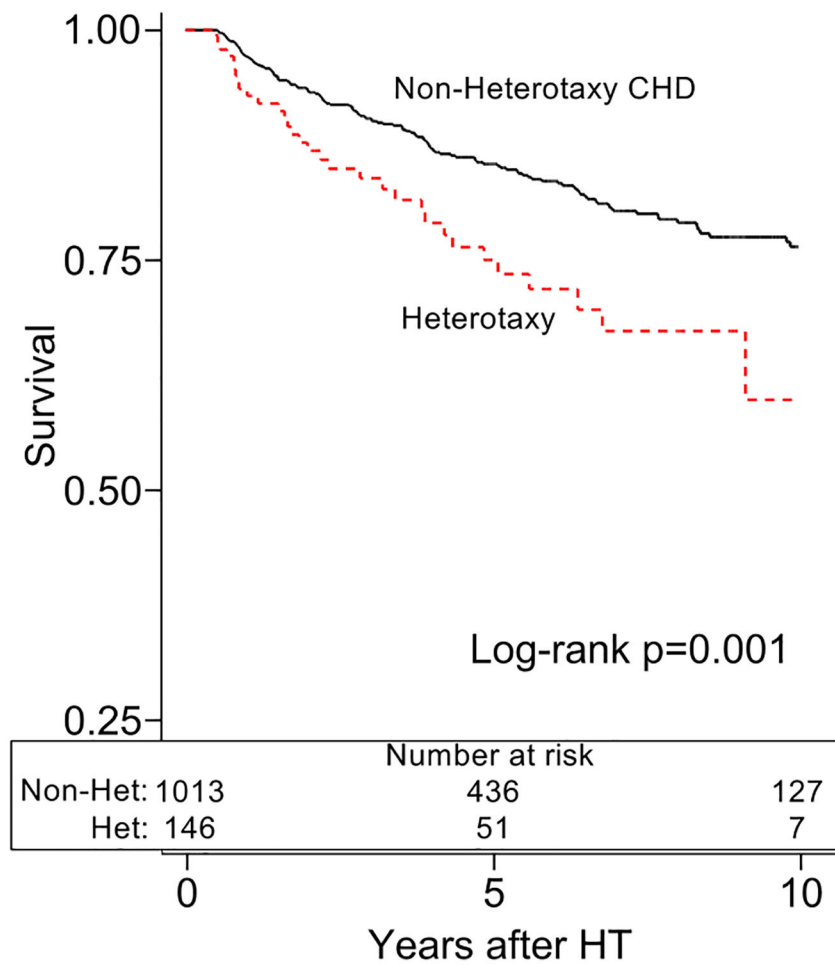 1.00
Non-Heterotaxy CHD
0.75
Heterotaxy
Survival
0.50
Log-rank p=0.001
0.25
Number at risk
Non-Het: 1013 436 127
Het: 146 51 7
0 5 10
Years after HT